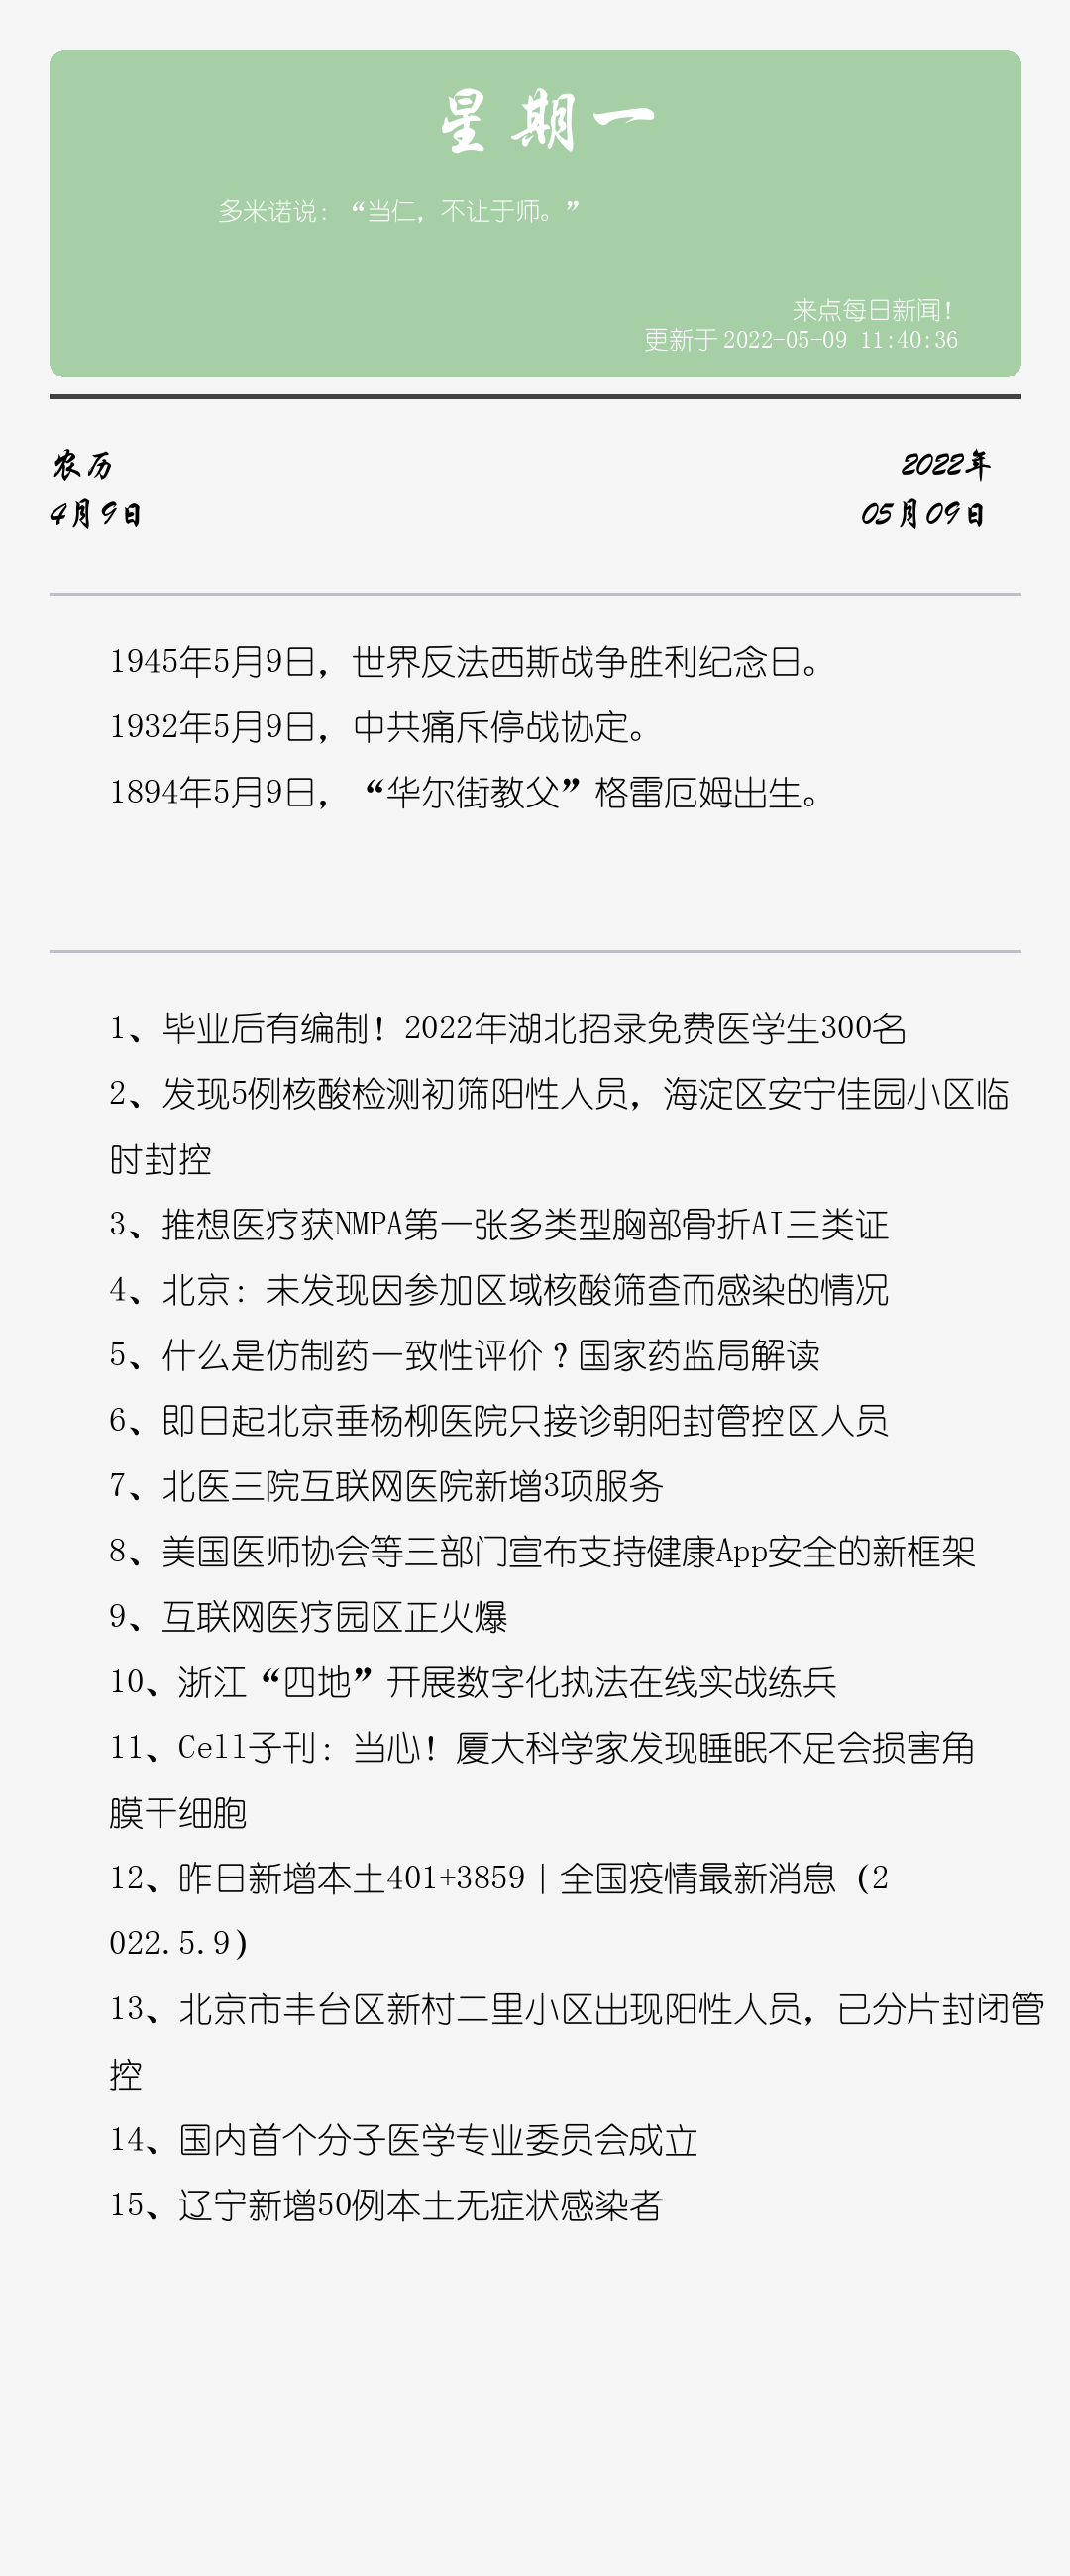 星期一
多米诺说：“当仁，不让于师。”
来点每日新闻！
更新于2022-05-09 11:40:36
农历
2022年
4月9日
05月09日
1945年5月9日，世界反法西斯战争胜利纪念日。
1932年5月9日，中共痛斥停战协定。
1894年5月9日，“华尔街教父”格雷厄姆出生。
1、毕业后有编制！2022年湖北招录免费医学生300名
2、发现5例核酸检测初筛阳性人员，海淀区安宁佳园小区临
时封控
3、推想医疗获NMPA第一张多类型胸部骨折AI三类证
4、北京：未发现因参加区域核酸筛查而感染的情况
5、什么是仿制药一致性评价？国家药监局解读
6、即日起北京垂杨柳医院只接诊朝阳封管控区人员
7、北医三院互联网医院新增3项服务
8、美国医师协会等三部门宣布支持健康App安全的新框架
9、互联网医疗园区正火爆
10、浙江“四地”开展数字化执法在线实战练兵
11、Cell子刊：当心！厦大科学家发现睡眠不足会损害角
膜干细胞
12、昨日新增本土401+3859｜全国疫情最新消息（2
022.5.9）
13、北京市丰台区新村二里小区出现阳性人员，已分片封闭管
控
14、国内首个分子医学专业委员会成立
15、辽宁新增50例本土无症状感染者